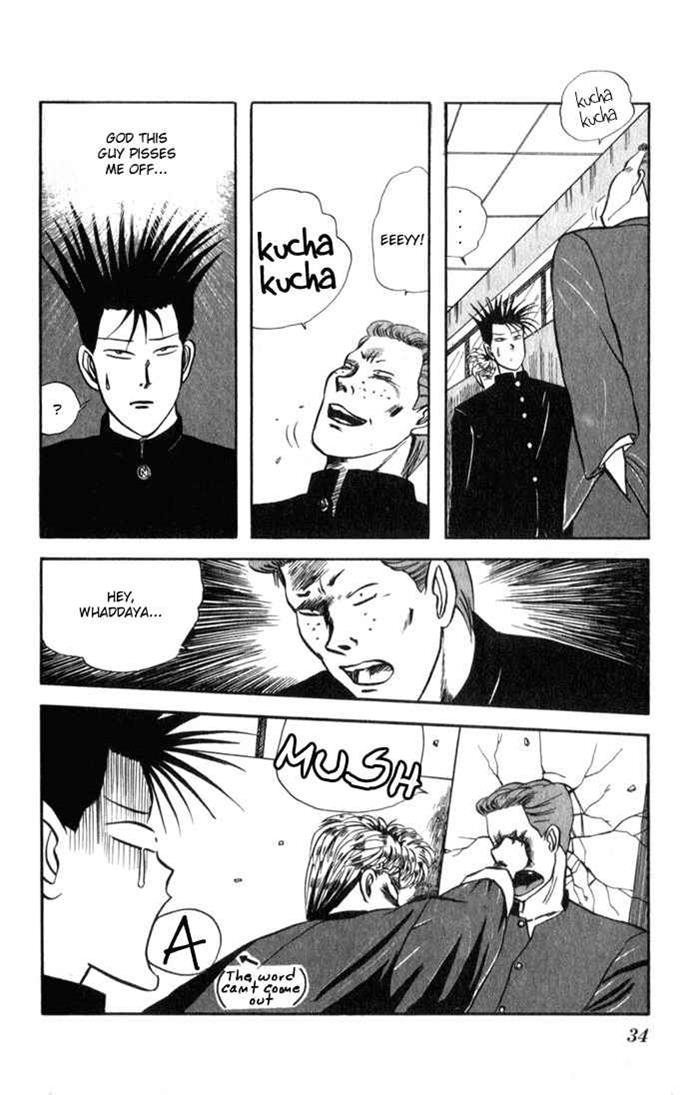 kucha
kucha
...
EEEYY!
kucha
kucha
GOD THIS
GUY PISSES
ME OFF...
?
HEY,
WHADDAYA...
MUSH
A
(The word
cant come
out)
34